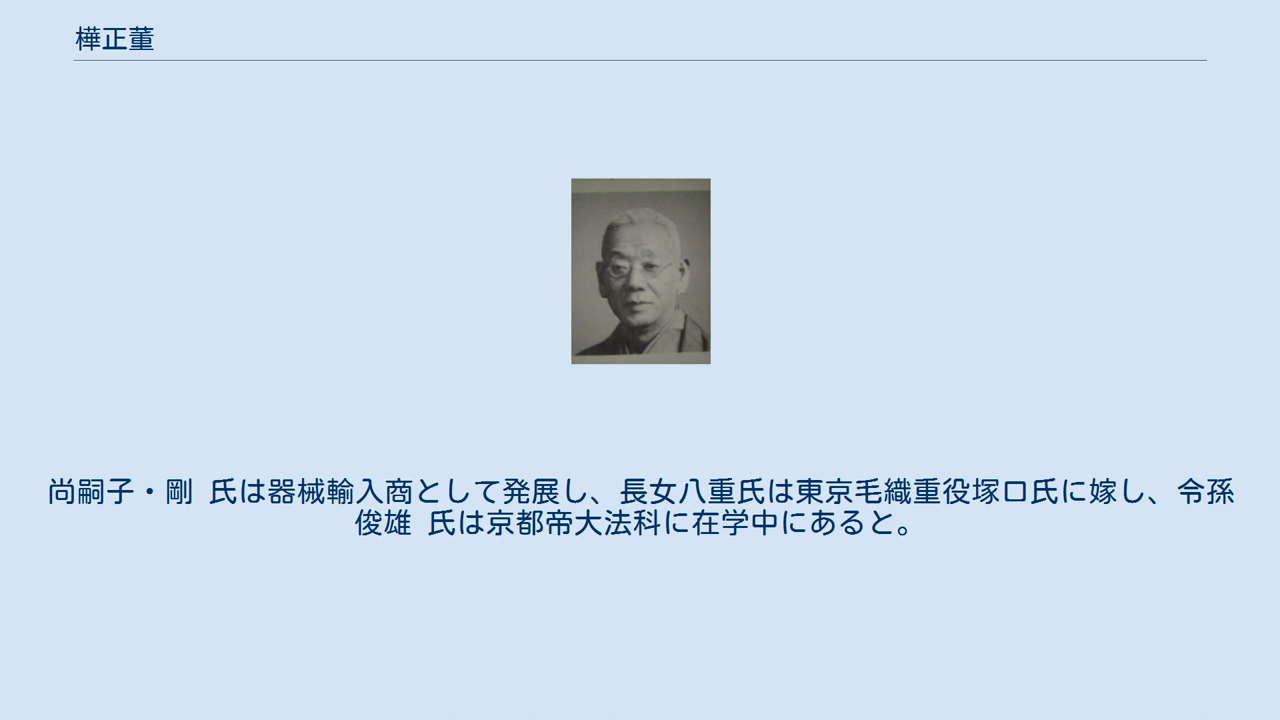 樺正董
尚嗣子・剛 氏は器械輸入商として発展し、長女八重氏は東京毛織重役塚口氏に嫁し、令孫
俊雄 氏は京都帝大法科に在学中にあると。